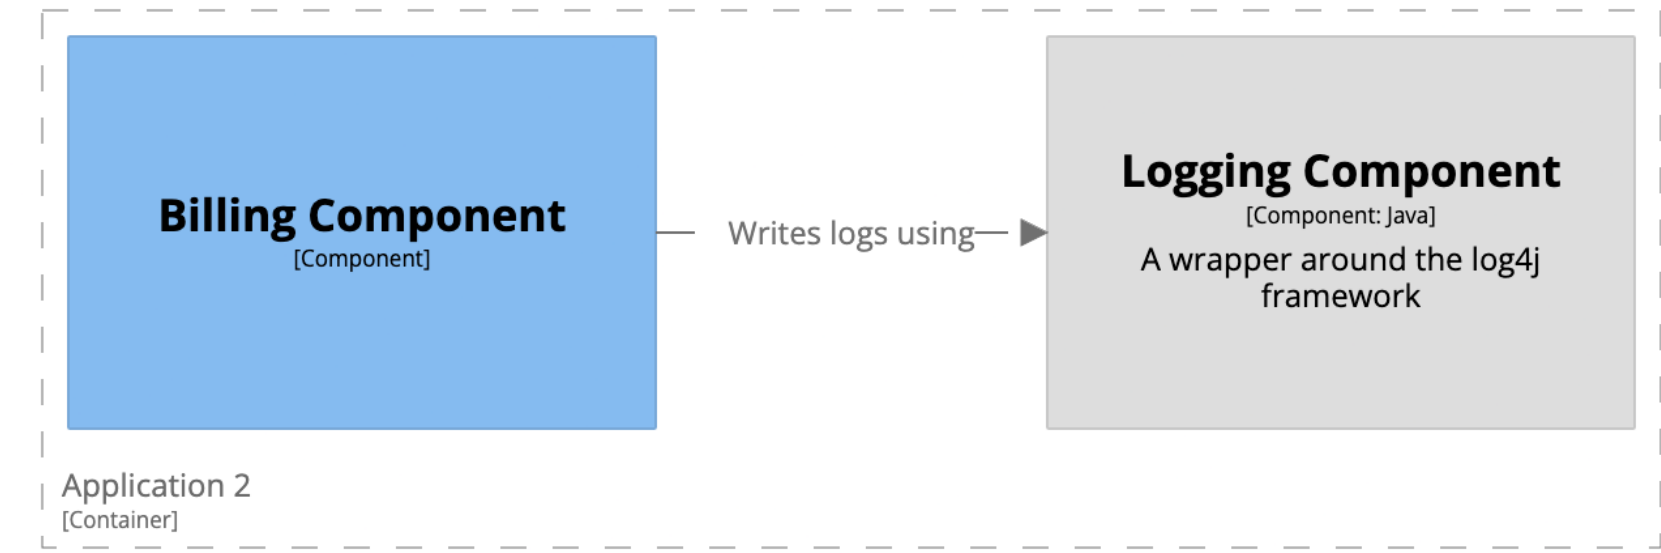 Billing Component
[Component]
Writes logs using
Logging Component
[Component: Java]
A wrapper around the log4j
framework
Application 2
[Container]